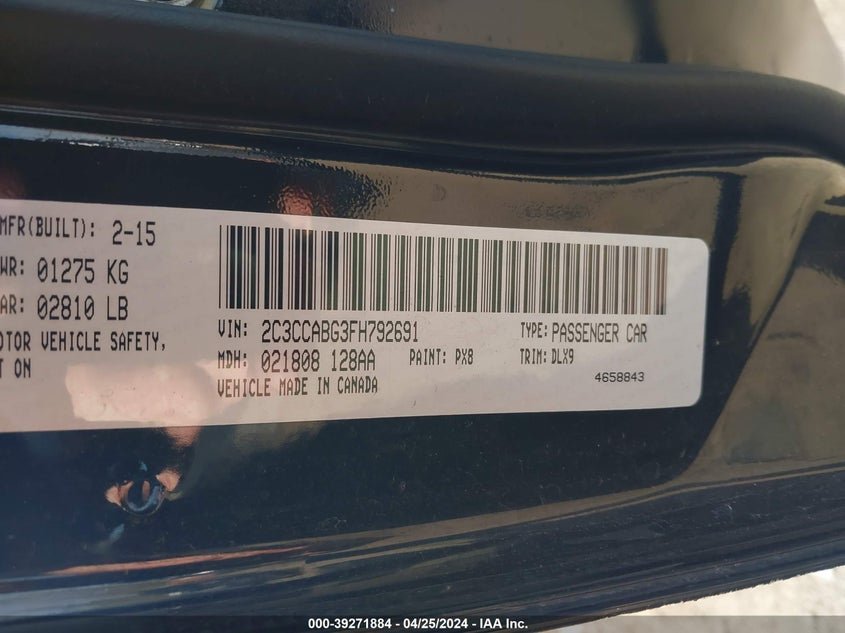 MFR(BUILT): 2-15
WR: 01275 KG
AR: 02810 LB
OTOR VEHICLE SAFETY,
T ON
VIN: 2C3CCABG3FH792691 TYPE: PASSENGER CAR
MDH: 021808 128AA PAINT: PX8 TRIM: DLX9
VEHICLE MADE IN CANADA 4658843
000-39271884 - 04/25/2024 - IAA Inc.